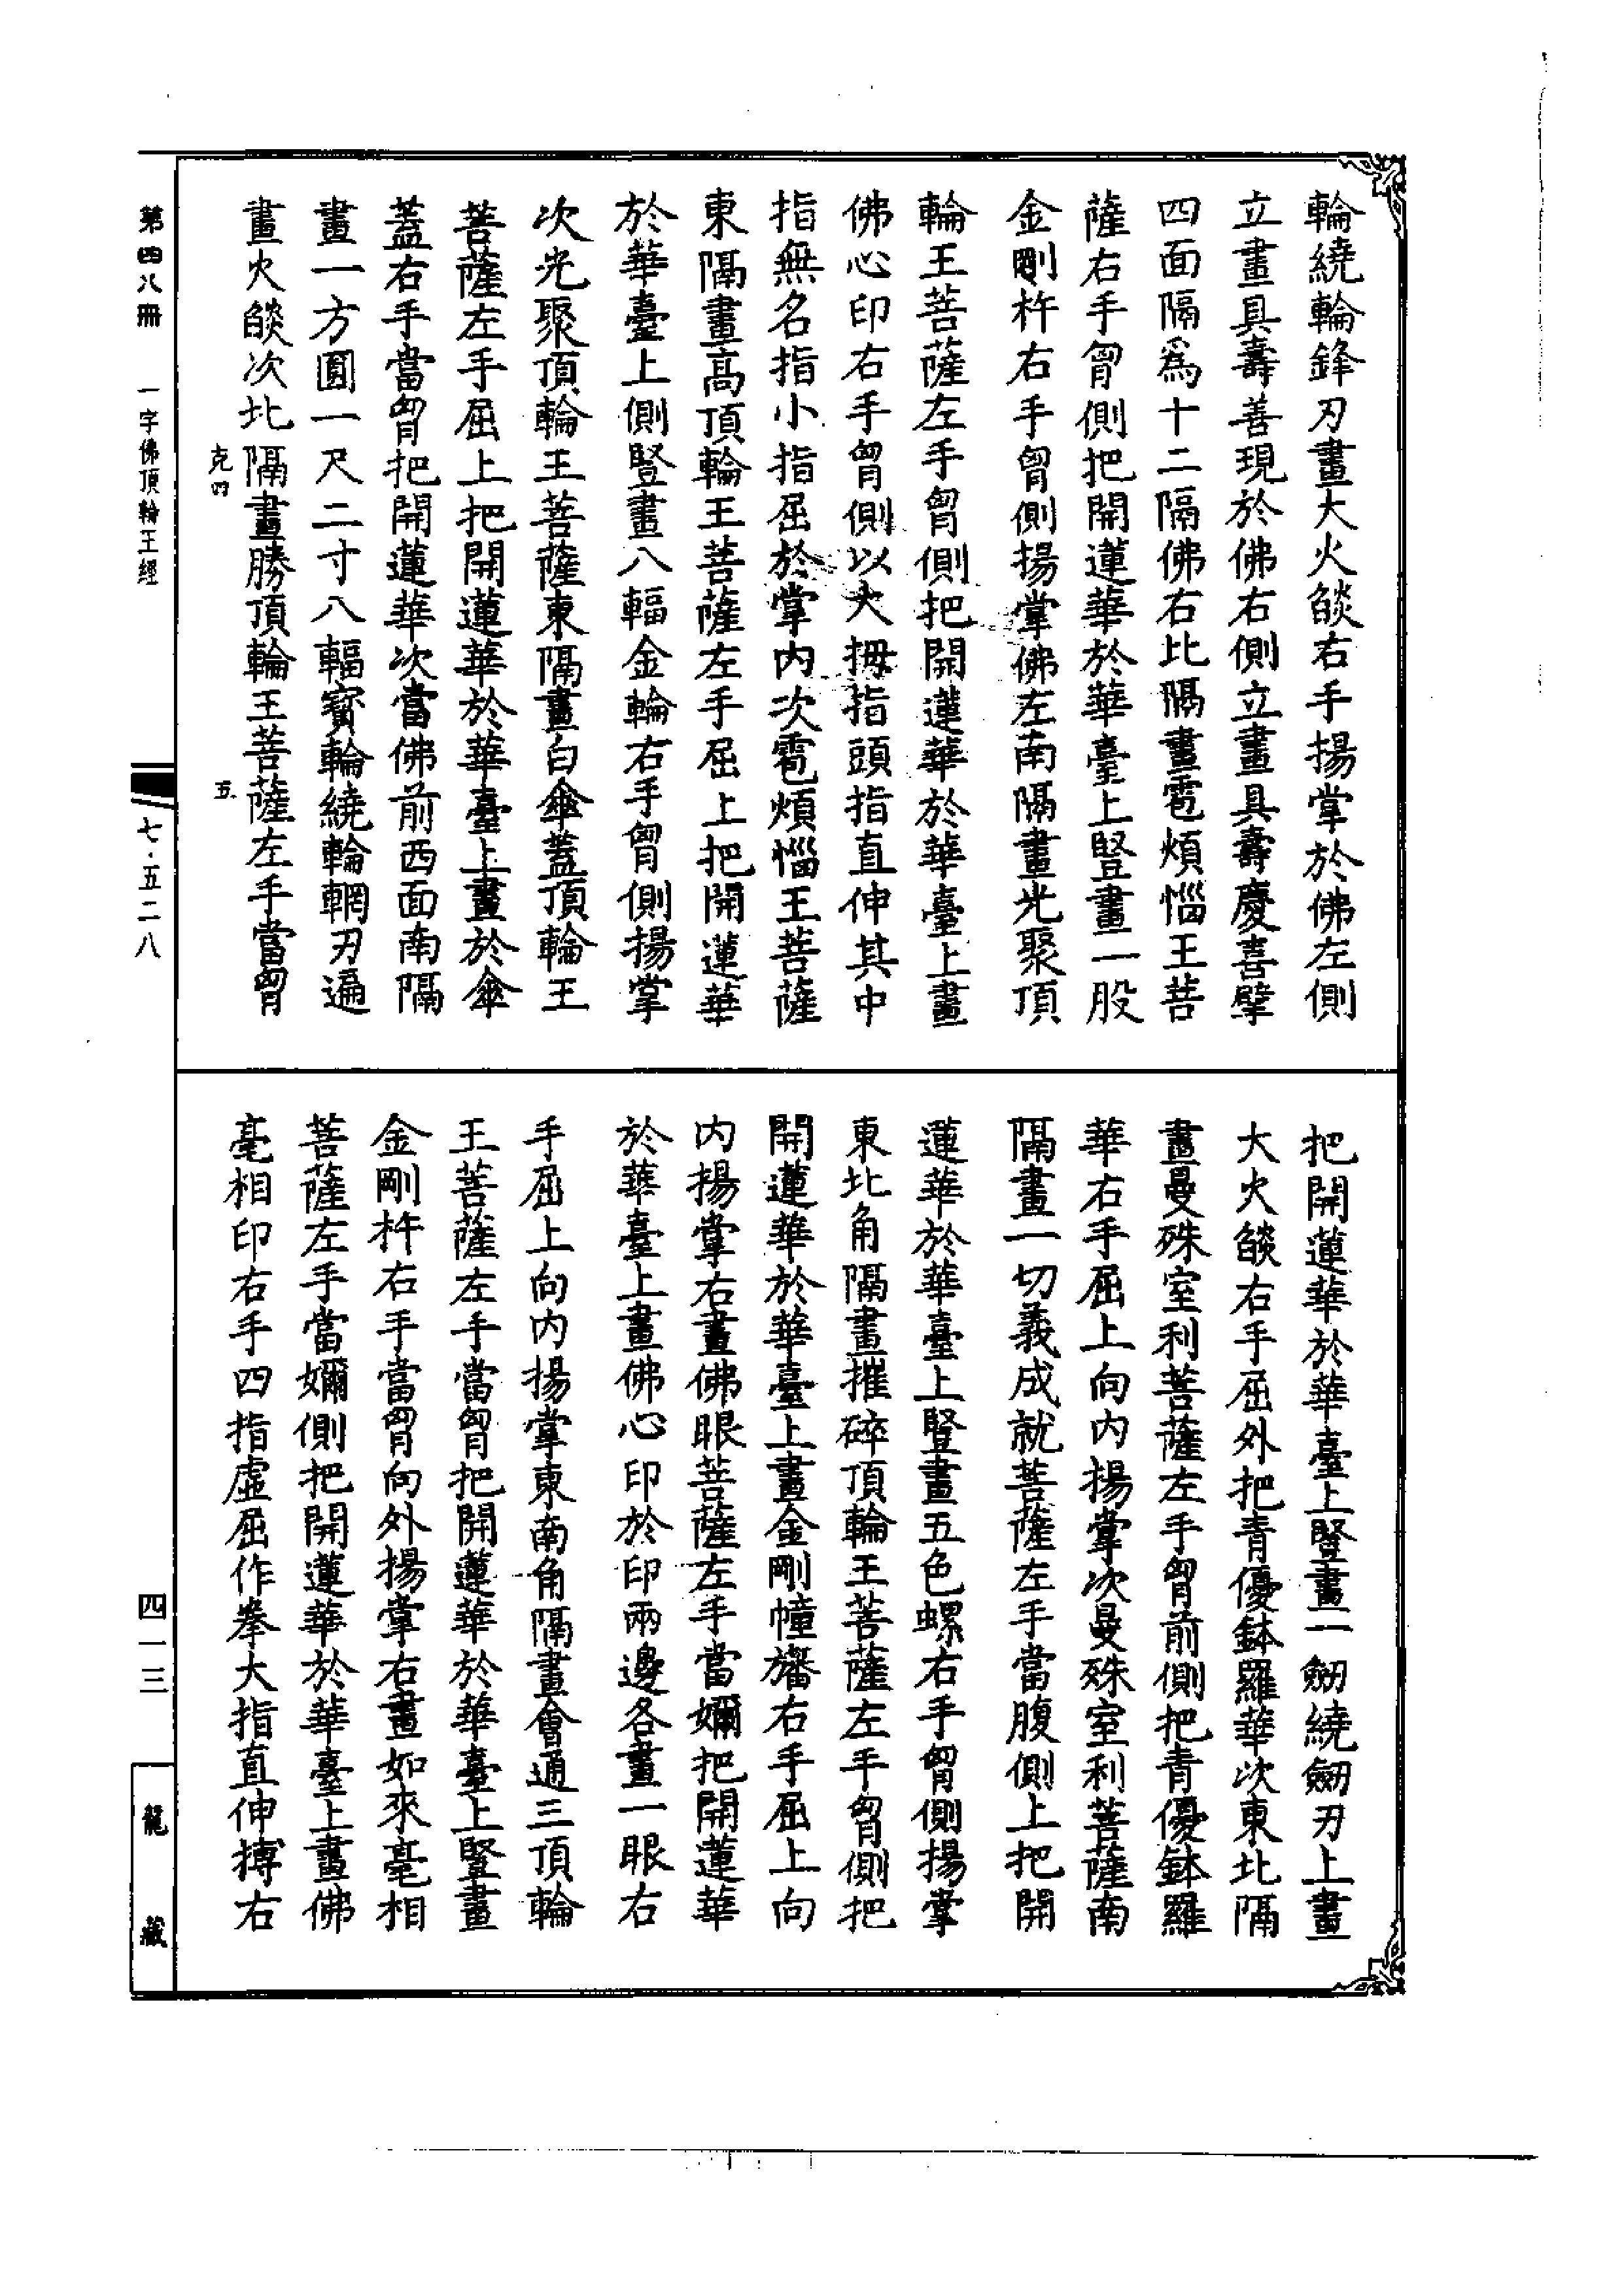 輪繞輪鋒刃畫大火燄右手揚掌於佛左側
立畫具壽善現於佛右側立畫具壽慶喜擘
四面隔爲十二隔佛右比隔畫雹煩惱王菩
薩右手胷側把開蓮華於華臺上豎畫一股
金剛杵右手胷側揚掌佛左南隔畫光聚頂
輪王菩薩左手胷側把開蓮華於華臺上畫
佛心印右手胷側以大拇指頭指直伸其中
指無名指小指屈於掌内次雹煩惱王菩薩
東隔畫高頂輪王菩薩左手屈上把開蓮華
於華臺上側豎畫八輻金輪右手胷側揚掌
次光聚頂輪王菩薩東隔畫白傘蓋頂輪王
菩薩左手屈上把開蓮華於華臺上畫於傘
蓋右手當胷把開蓮華次當佛前西面南隔
畫一方圓一尺二寸八輻寶輪繞輪輞刃遍
畫火燄次北隔畫勝頂輪王菩薩左手當胷
把開蓮華於華臺上豎畫一劒繞劒刃上畫
大火燄右手屈外把青優鉢羅華次東北隔
畫曼殊室利菩薩左手胷前側把青優鉢羅
華右手屈上向内揚掌次曼殊室利菩薩南
隔畫一切義成就菩薩左手當腹側上把開
蓮華於華臺上豎畫五色螺右手胷側揚掌
東北角隔畫摧碎頂輪王菩薩左手胷側把
開蓮華於華臺上畫金剛幢旛右手屈上向
内揚掌右畫佛眼菩薩左手當嬭把開蓮華
於華臺上畫佛心印於印兩邊各畫一眼右
手屈上向内揚掌東南角隔畫會通三頂輪
王菩薩左手當胷把開蓮華於華臺上豎畫
金剛杵右手當胷向外揚掌右畫如來毫相
菩薩左手當嬭側把開蓮華於華臺上畫佛
毫相印右手四指虛屈作拳大指直伸摶右
克四 五
第四八冊 一字佛頂輪王經 七·五二八 四一三 龍藏